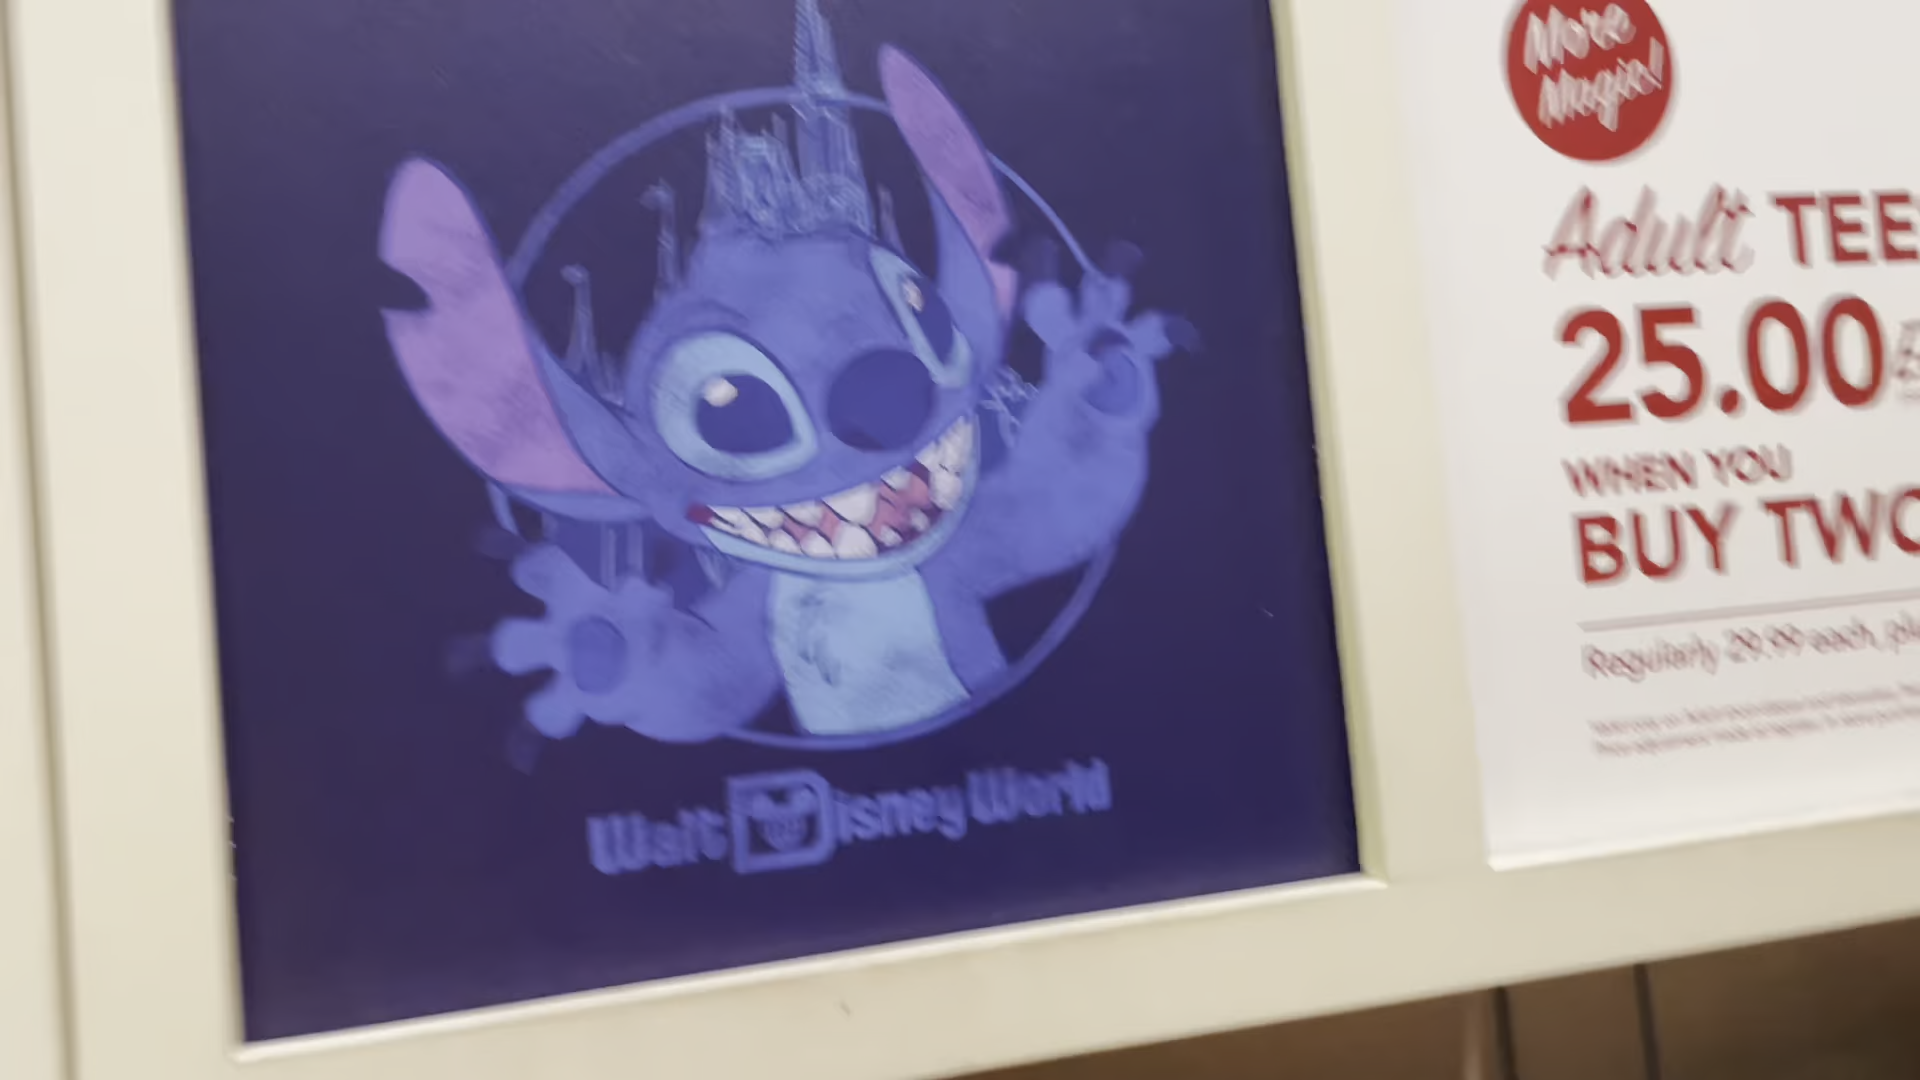 Walt Disney World
More
Magic!
Adult TEE
25.00
WHEN YOU
BUY TWO
Regularly 29.99 each,